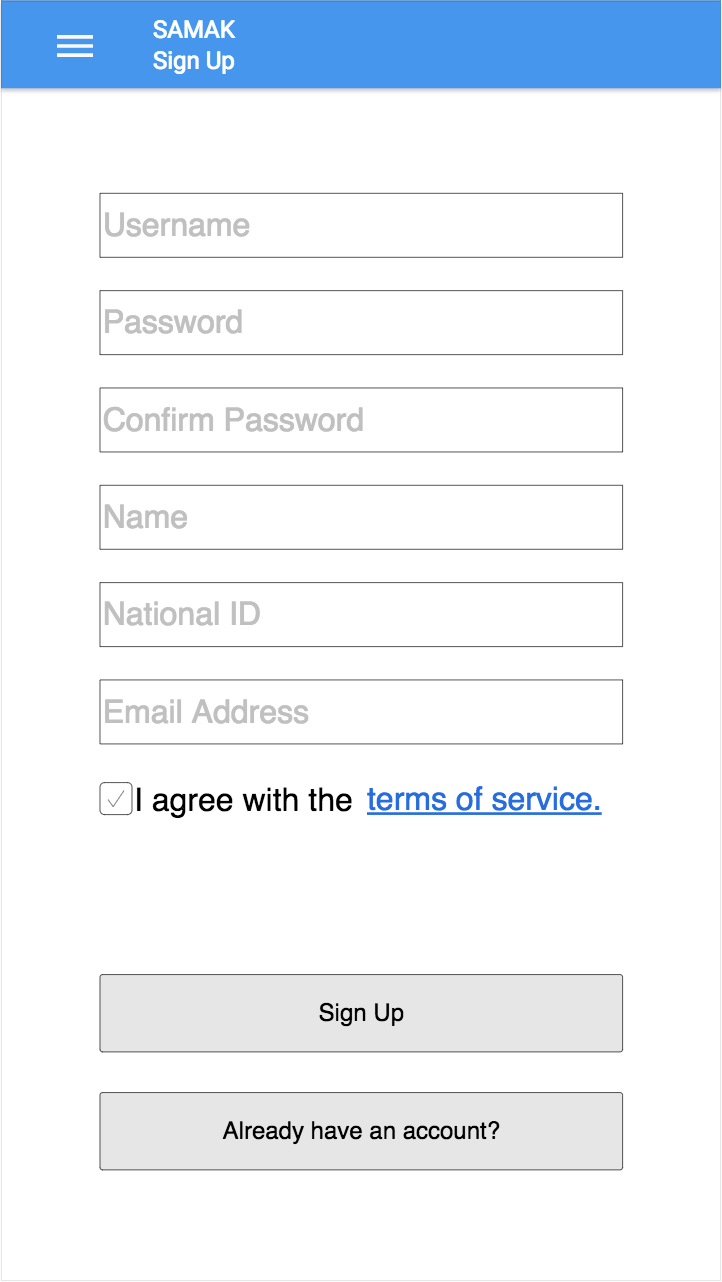 SAMAK
Sign Up
Username
Password
Confirm Password
Name
National ID
Email Address
I agree with the terms of service.
Sign Up
Already have an account?